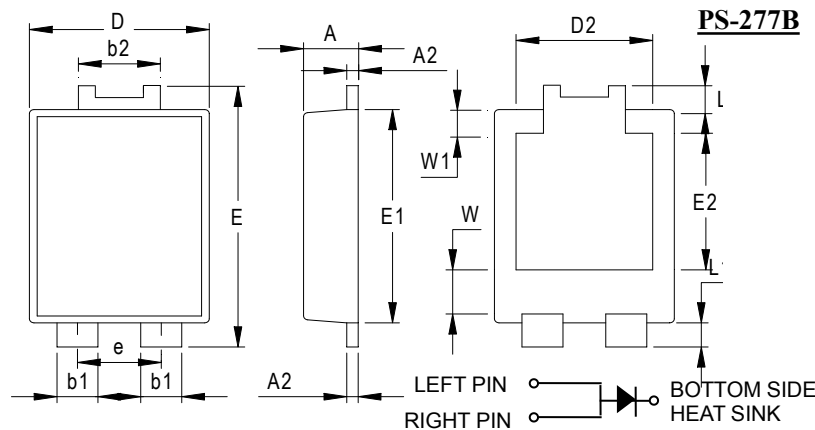 D
A
D2
PS-277B
b2
A2
L
W1
E
E1
E2
W
L
e
b1
b1
A2
LEFT PIN
BOTTOM SIDE
RIGHT PIN
HEAT SINK